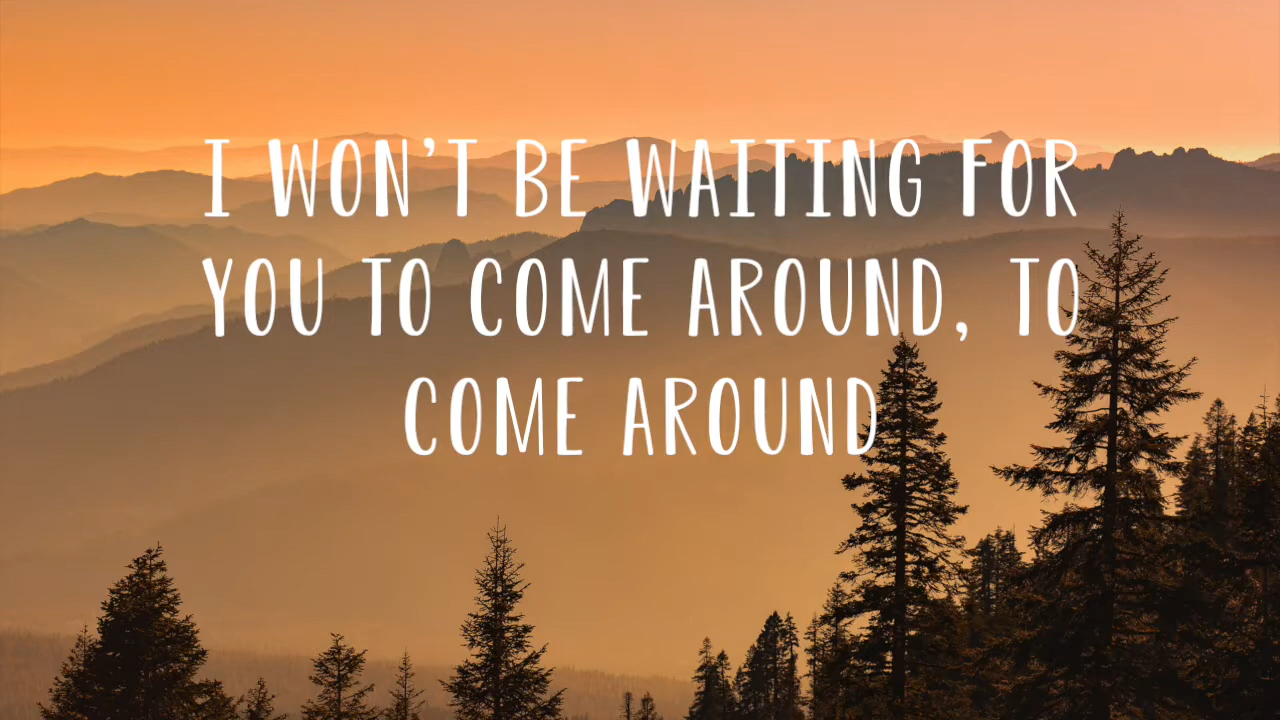 I WON'T BE WAITING FOR
YOU TO COME AROUND, TO
COME AROUND